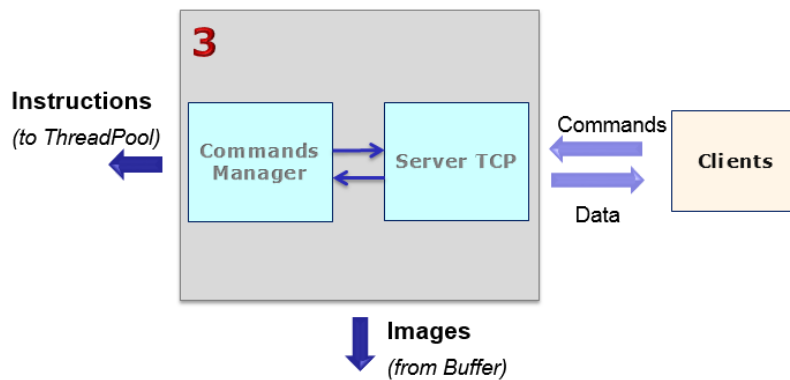 3
Instructions
(to ThreadPool)
Commands
Manager
Server TCP
Commands
Data
Clients
Images
(from Buffer)